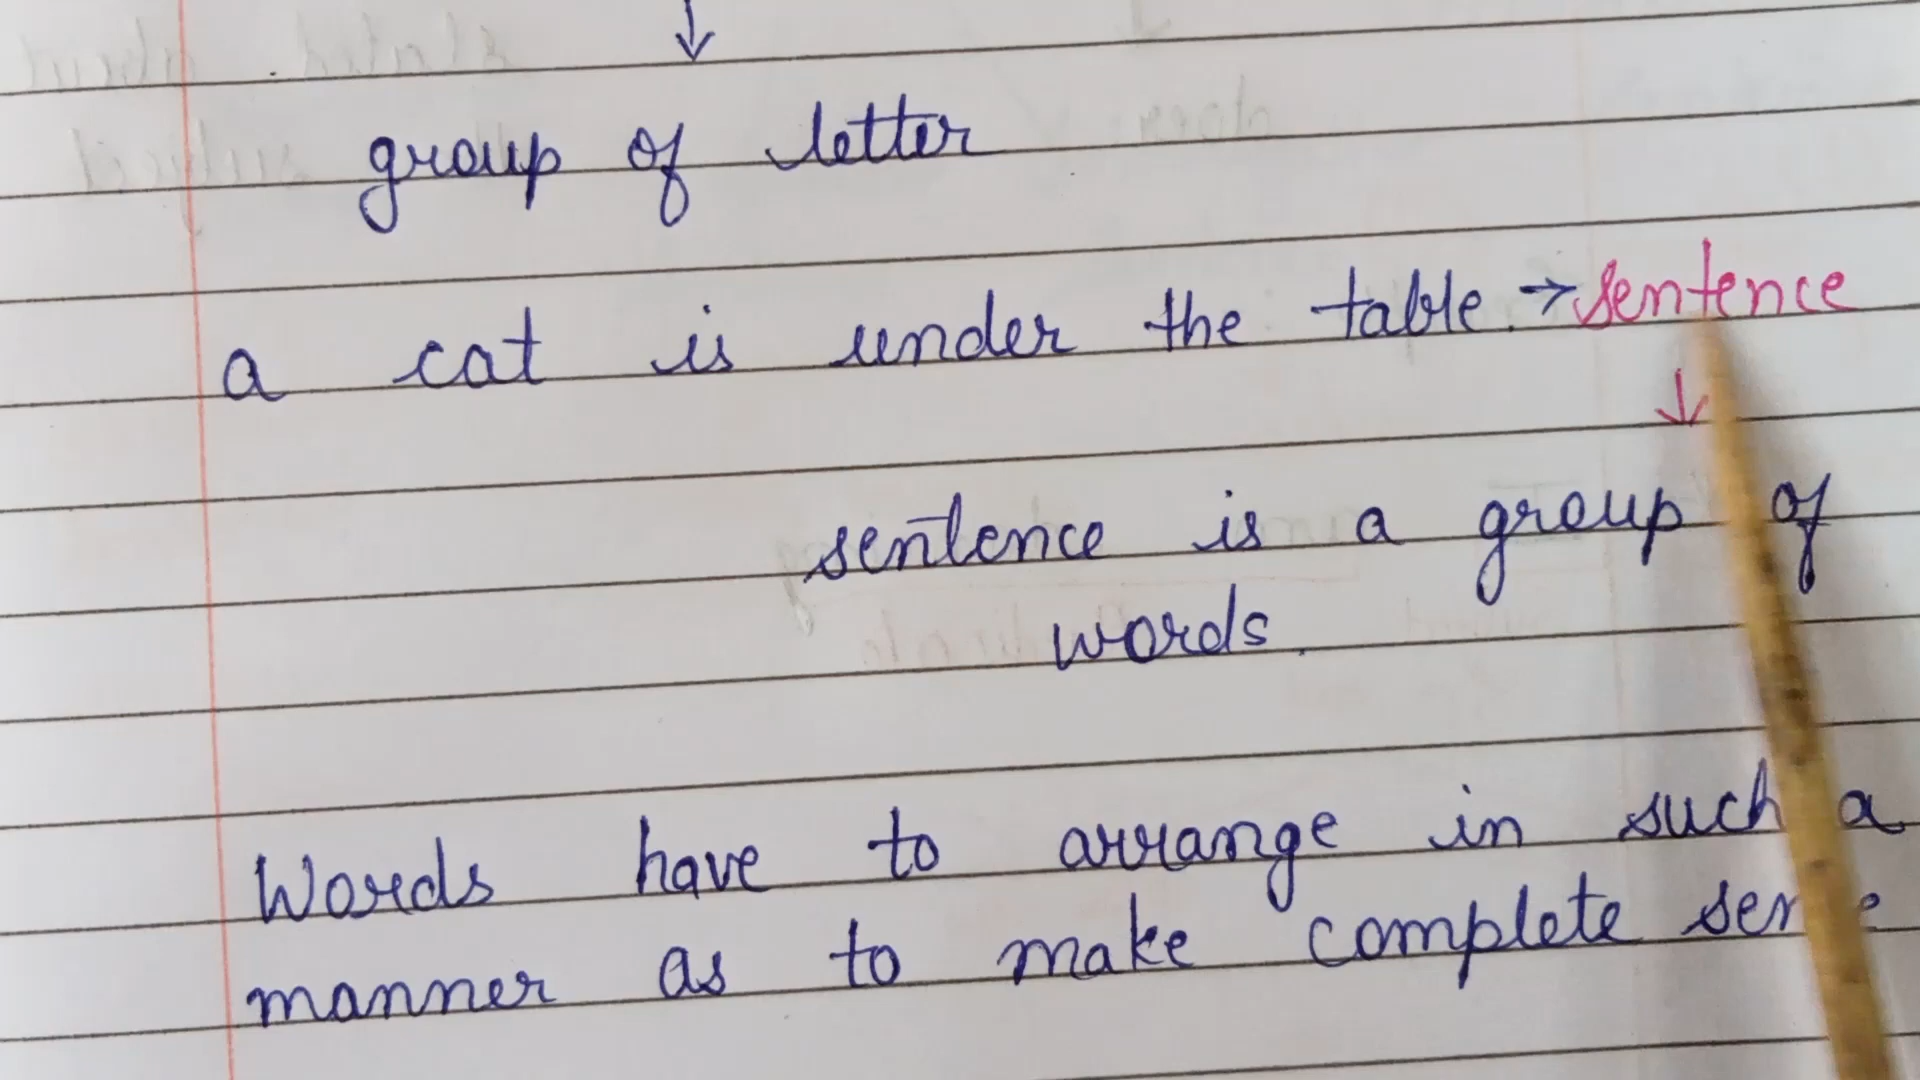 ↓
group of letter
a cat is under the table. → sentence
↓
sentence is a group of
words.
Words have to arrange in such a
manner as to make complete